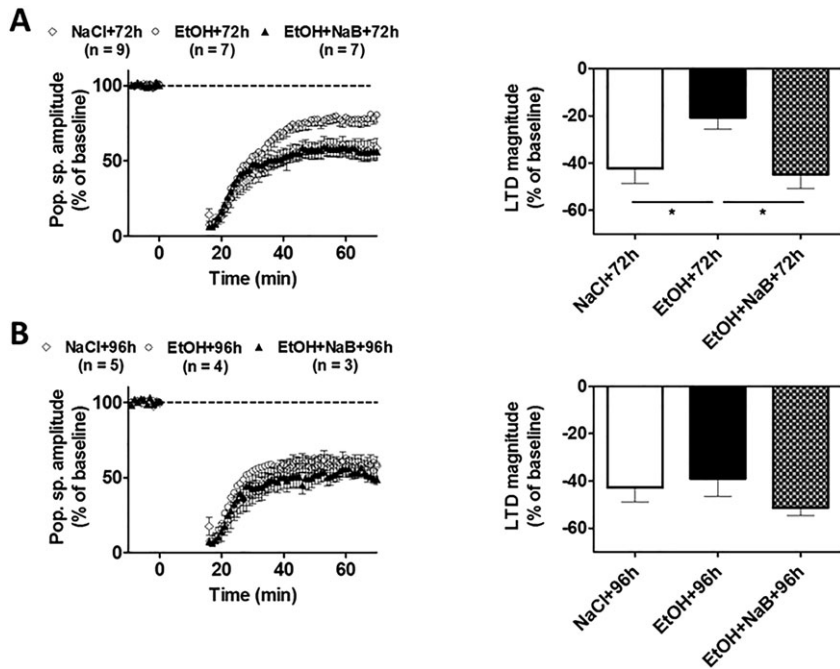 A
NaCl+72h EtOH+72h EtOH+NaB+72h
(n = 9) (n = 7) (n = 7)
Pop. sp. amplitude
(% of baseline)
100
50
0
0 20 40 60
Time (min)
LTD magnitude
(% of baseline)
0
-20
-40
-60
* *
NaCl+72h
EtOH+72h
EtOH+NaB+72h
B
NaCl+96h EtOH+96h EtOH+NaB+96h
(n = 5) (n = 4) (n = 3)
Pop. sp. amplitude
(% of baseline)
100
50
0
0 20 40 60
Time (min)
LTD magnitude
(% of baseline)
0
-20
-40
-60
NaCl+96h
EtOH+96h
EtOH+NaB+96h